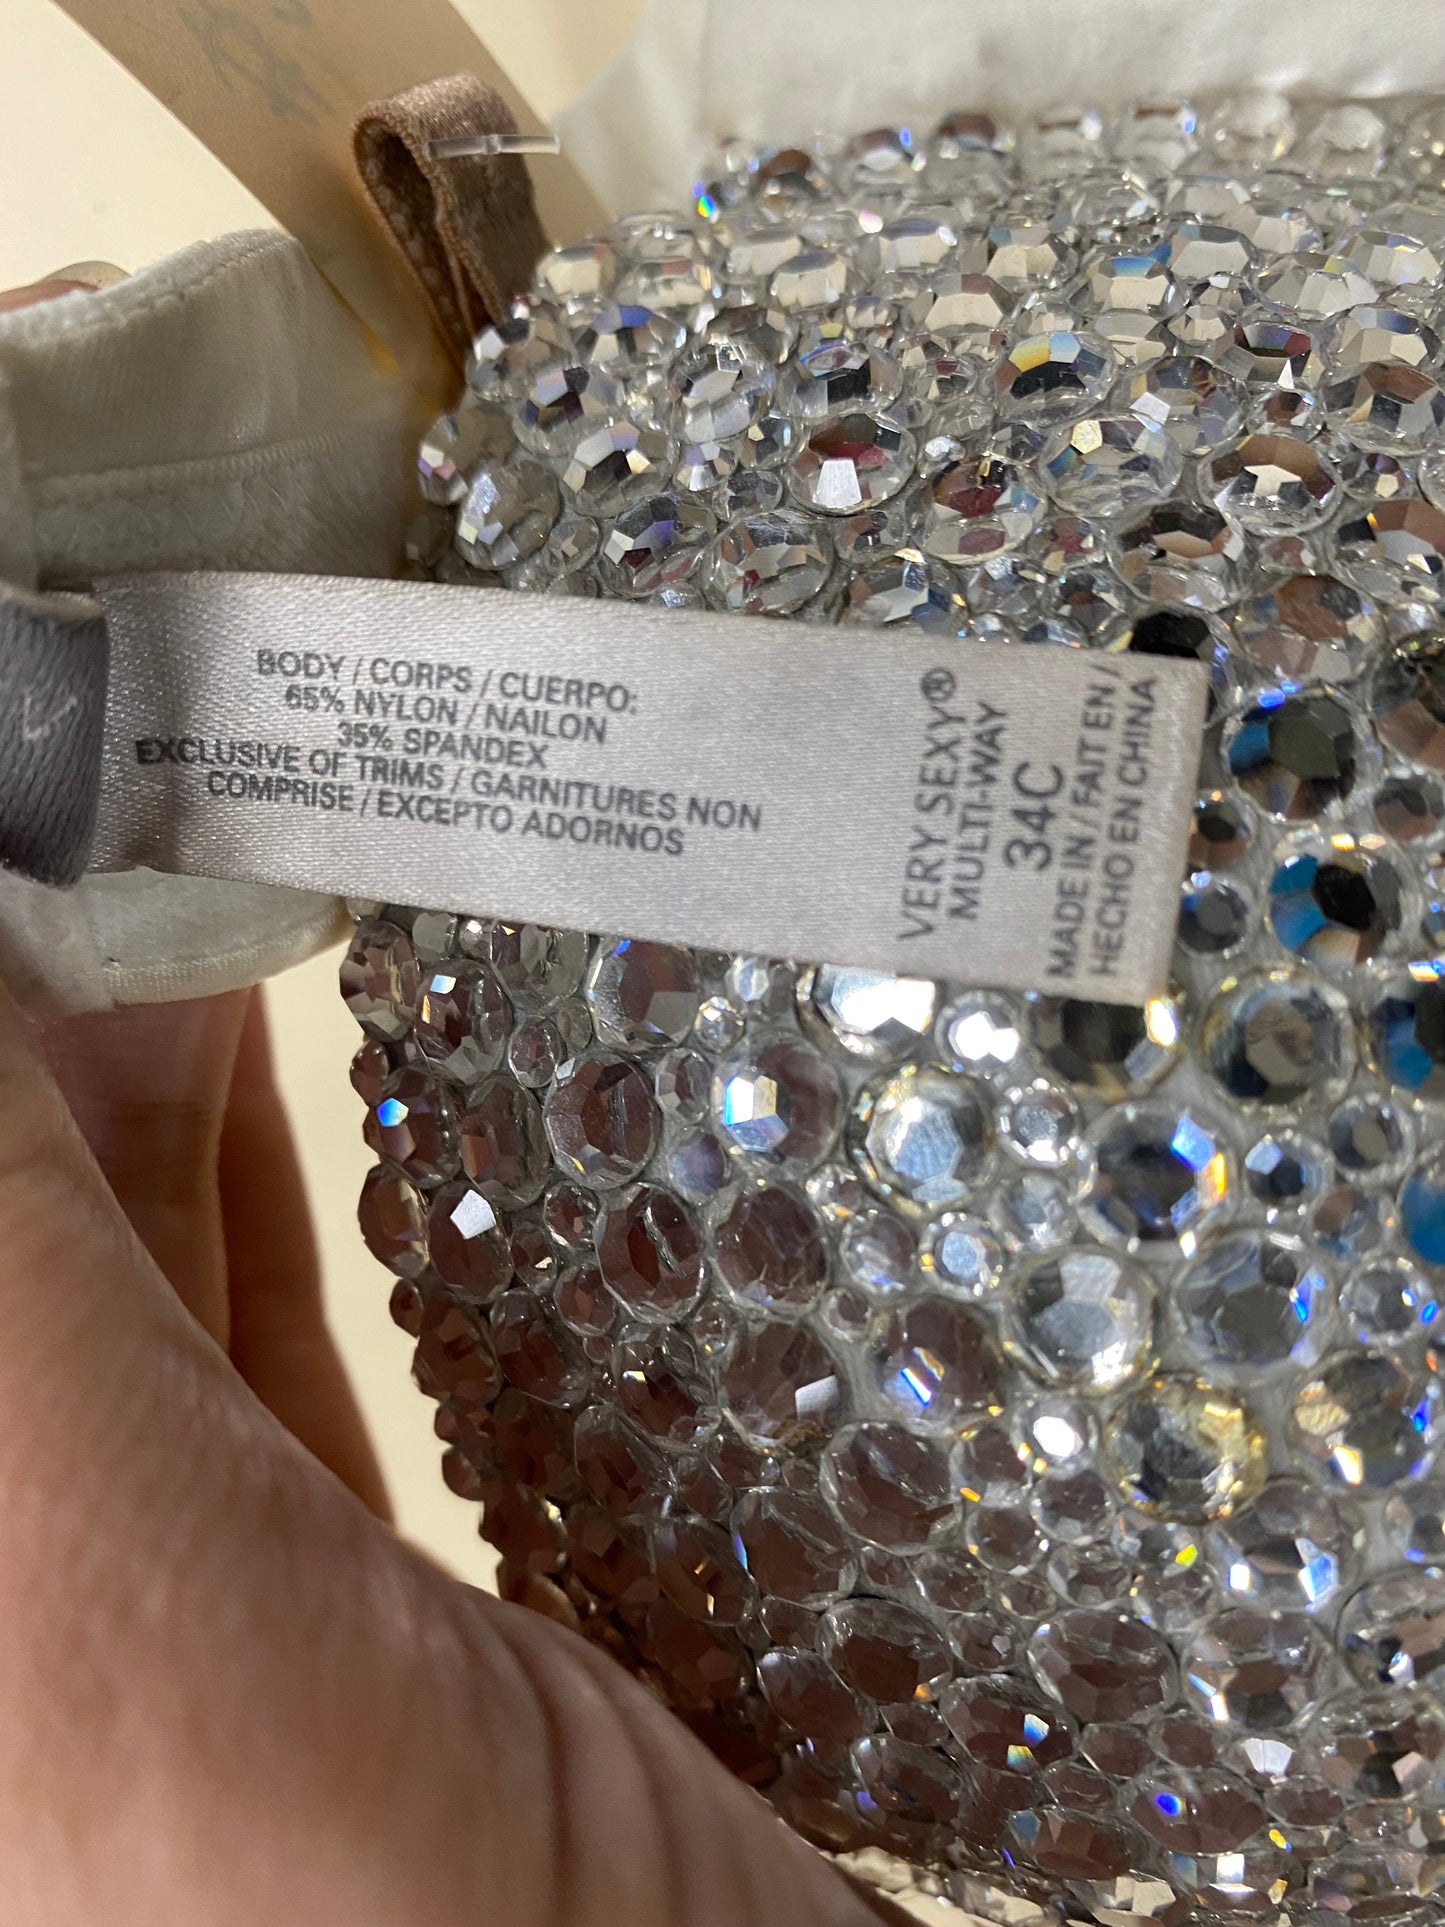 BODY / CORPS / CUERPO:
65% NYLON / NAILON
35% SPANDEX
EXCLUSIVE OF TRIMS / GARNITURES NON
COMPRISE / EXCEPTO ADORNOS
VERY SEXY®
MULTI-WAY
34C
MADE IN / FAIT EN /
HECHO EN CHINA